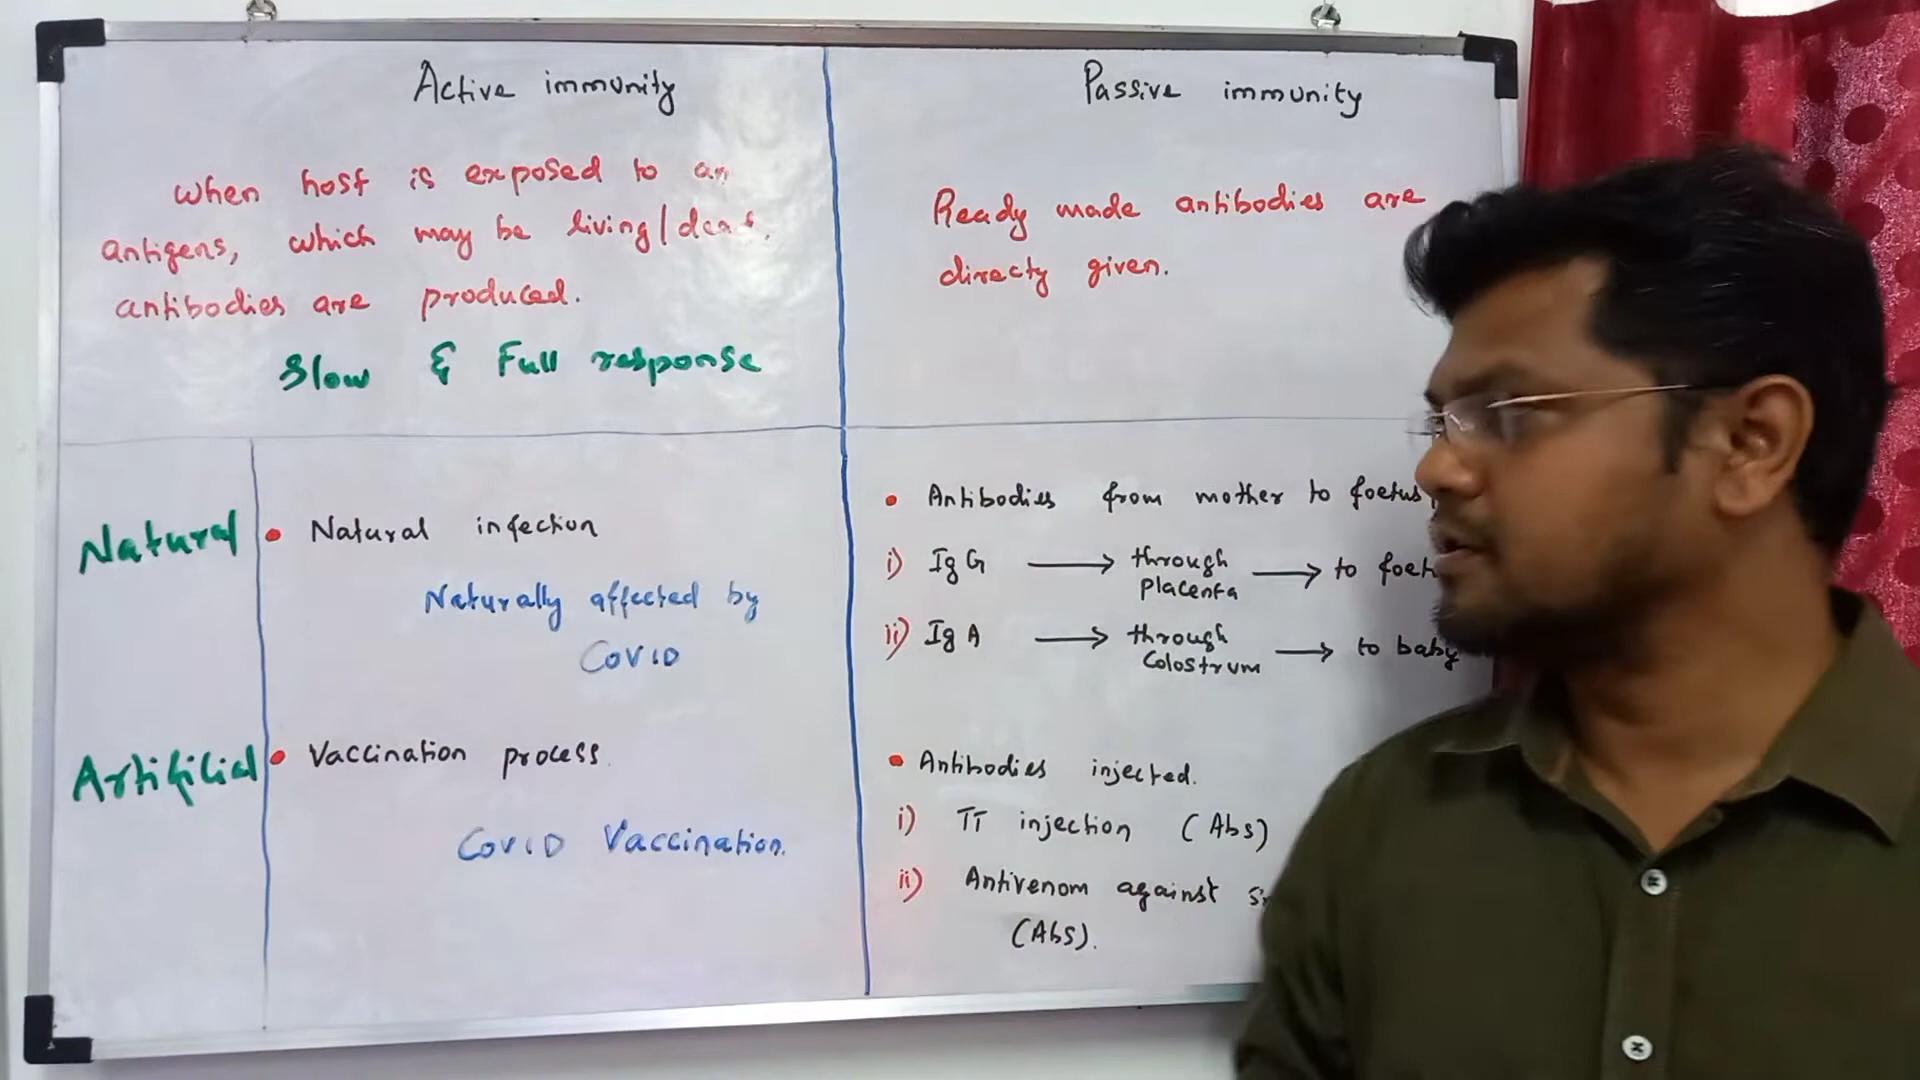 Active immunity
When host is exposed to an
antigens, which may be living/dead,
antibodies are produced.
Slow & Full response
Passive immunity
Ready made antibodies are
directy given.
Natural
• Natural infection
Naturally affected by
COVID
• Antibodies from mother to foetus
i) IgG → through placenta → to
ii) IgA → through colostrum → to baby
Artificial
• Vaccination process.
COVID Vaccination.
• Antibodies injected.
i) TT injection (Abs)
ii) Antivenom against
(Abs).